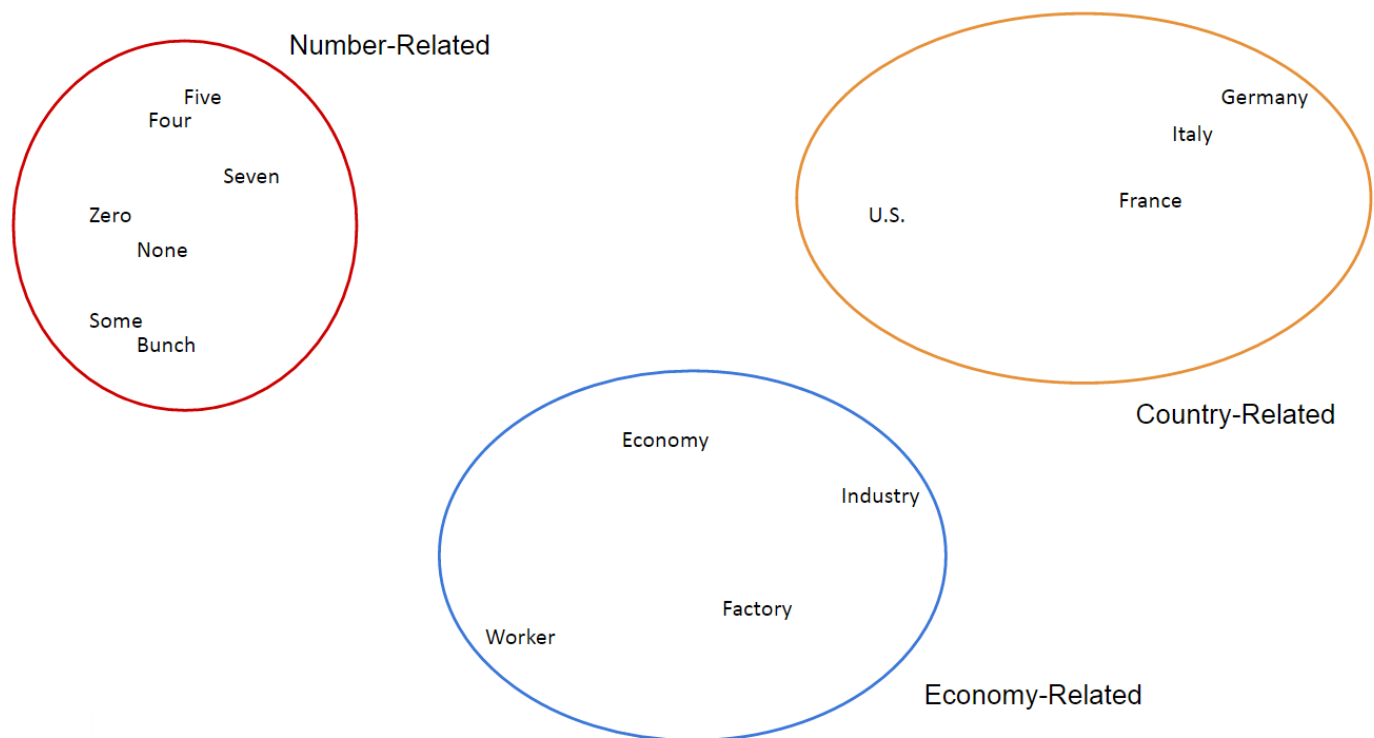 Number-Related
Five
Four
Seven
Zero
None
Some
Bunch
Germany
Italy
France
U.S.
Country-Related
Economy
Industry
Factory
Worker
Economy-Related